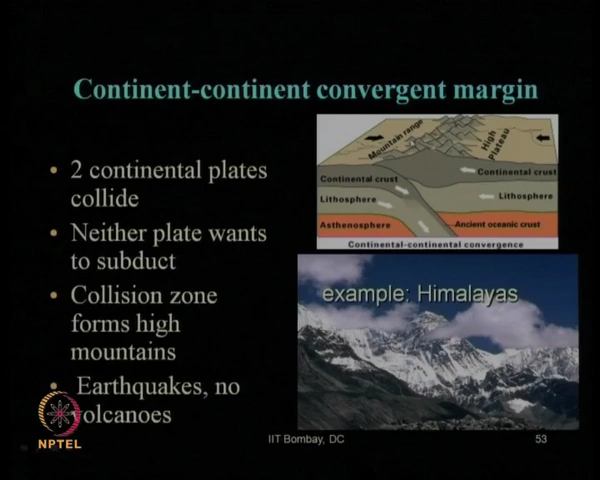 Continent-continent convergent margin
• 2 continental plates
collide
• Neither plate wants
to subduct
• Collision zone
forms high
mountains
• Earthquakes, no
volcanoes
Mountain range
High
Plateau
Continental crust
Continental crust
Lithosphere
Lithosphere
Asthenosphere
Ancient oceanic crust
Continental-continental convergence
example: Himalayas
NPTEL
IIT Bombay, DC
53